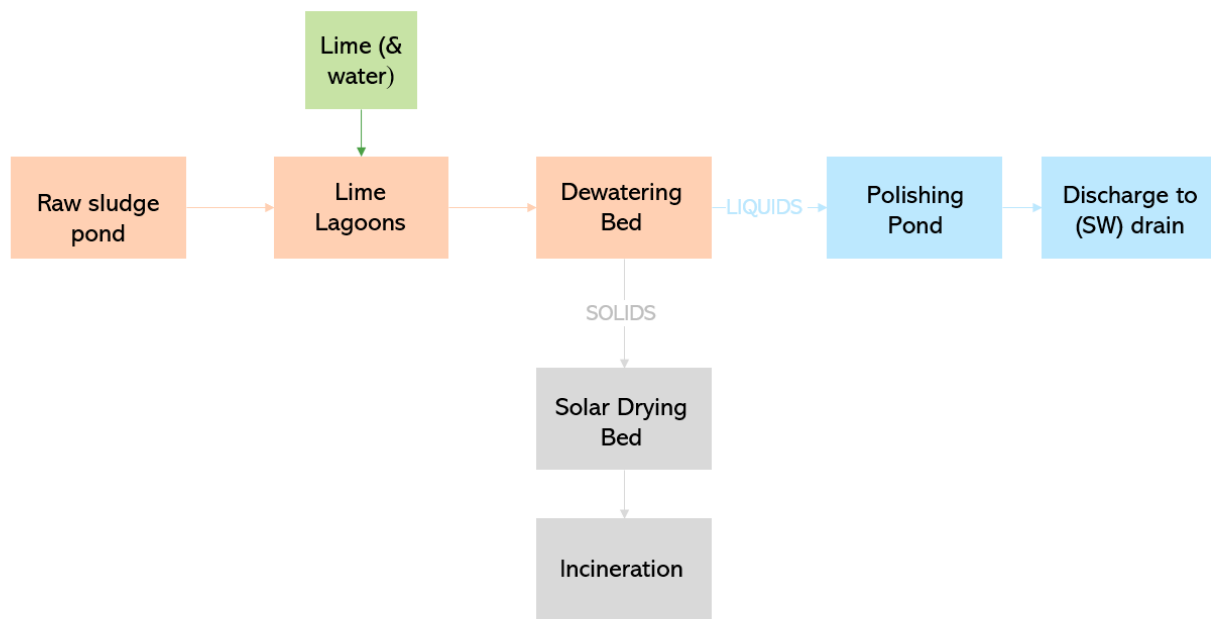 Lime (&
water)
Raw sludge
pond
Lime
Lagoons
Dewatering
Bed
LIQUIDS
Polishing
Pond
Discharge to
(SW) drain
SOLIDS
Solar Drying
Bed
Incineration